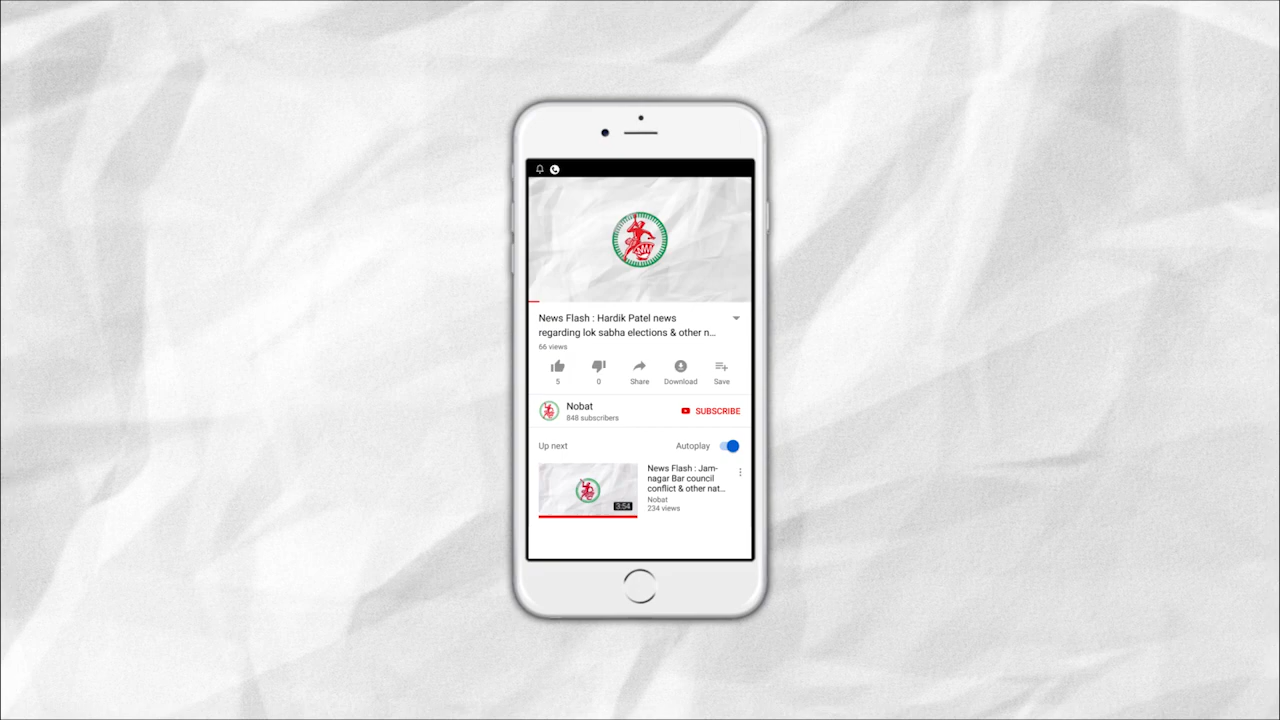 News Flash : Hardik Patel news
regarding lok sabha elections & other n...
66 views
5
0
Share
Download
Save
Nobat
848 subscribers
SUBSCRIBE
Up next
Autoplay
3:54
News Flash : Jam-
nagar Bar council
conflict & other nat...
Nobat
234 views